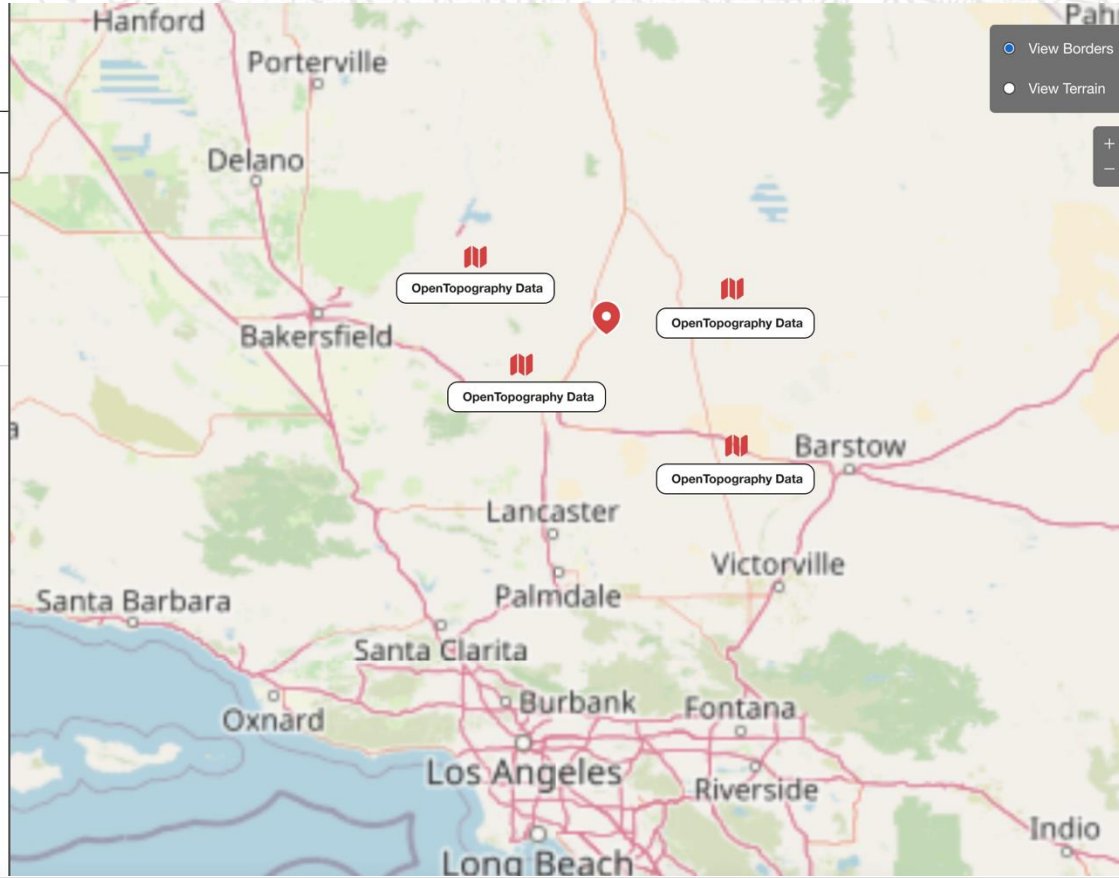 Hanford
Pah
View Borders
Porterville
View Terrain
+
Delano
−
OpenTopography Data
OpenTopography Data
Bakersfield
OpenTopography Data
a
Barstow
OpenTopography Data
Lancaster
Victorville
Palmdale
Santa Barbara
Santa Clarita
Burbank
Fontana
Oxnard
Los Angeles
Riverside
Indio
Long Beach